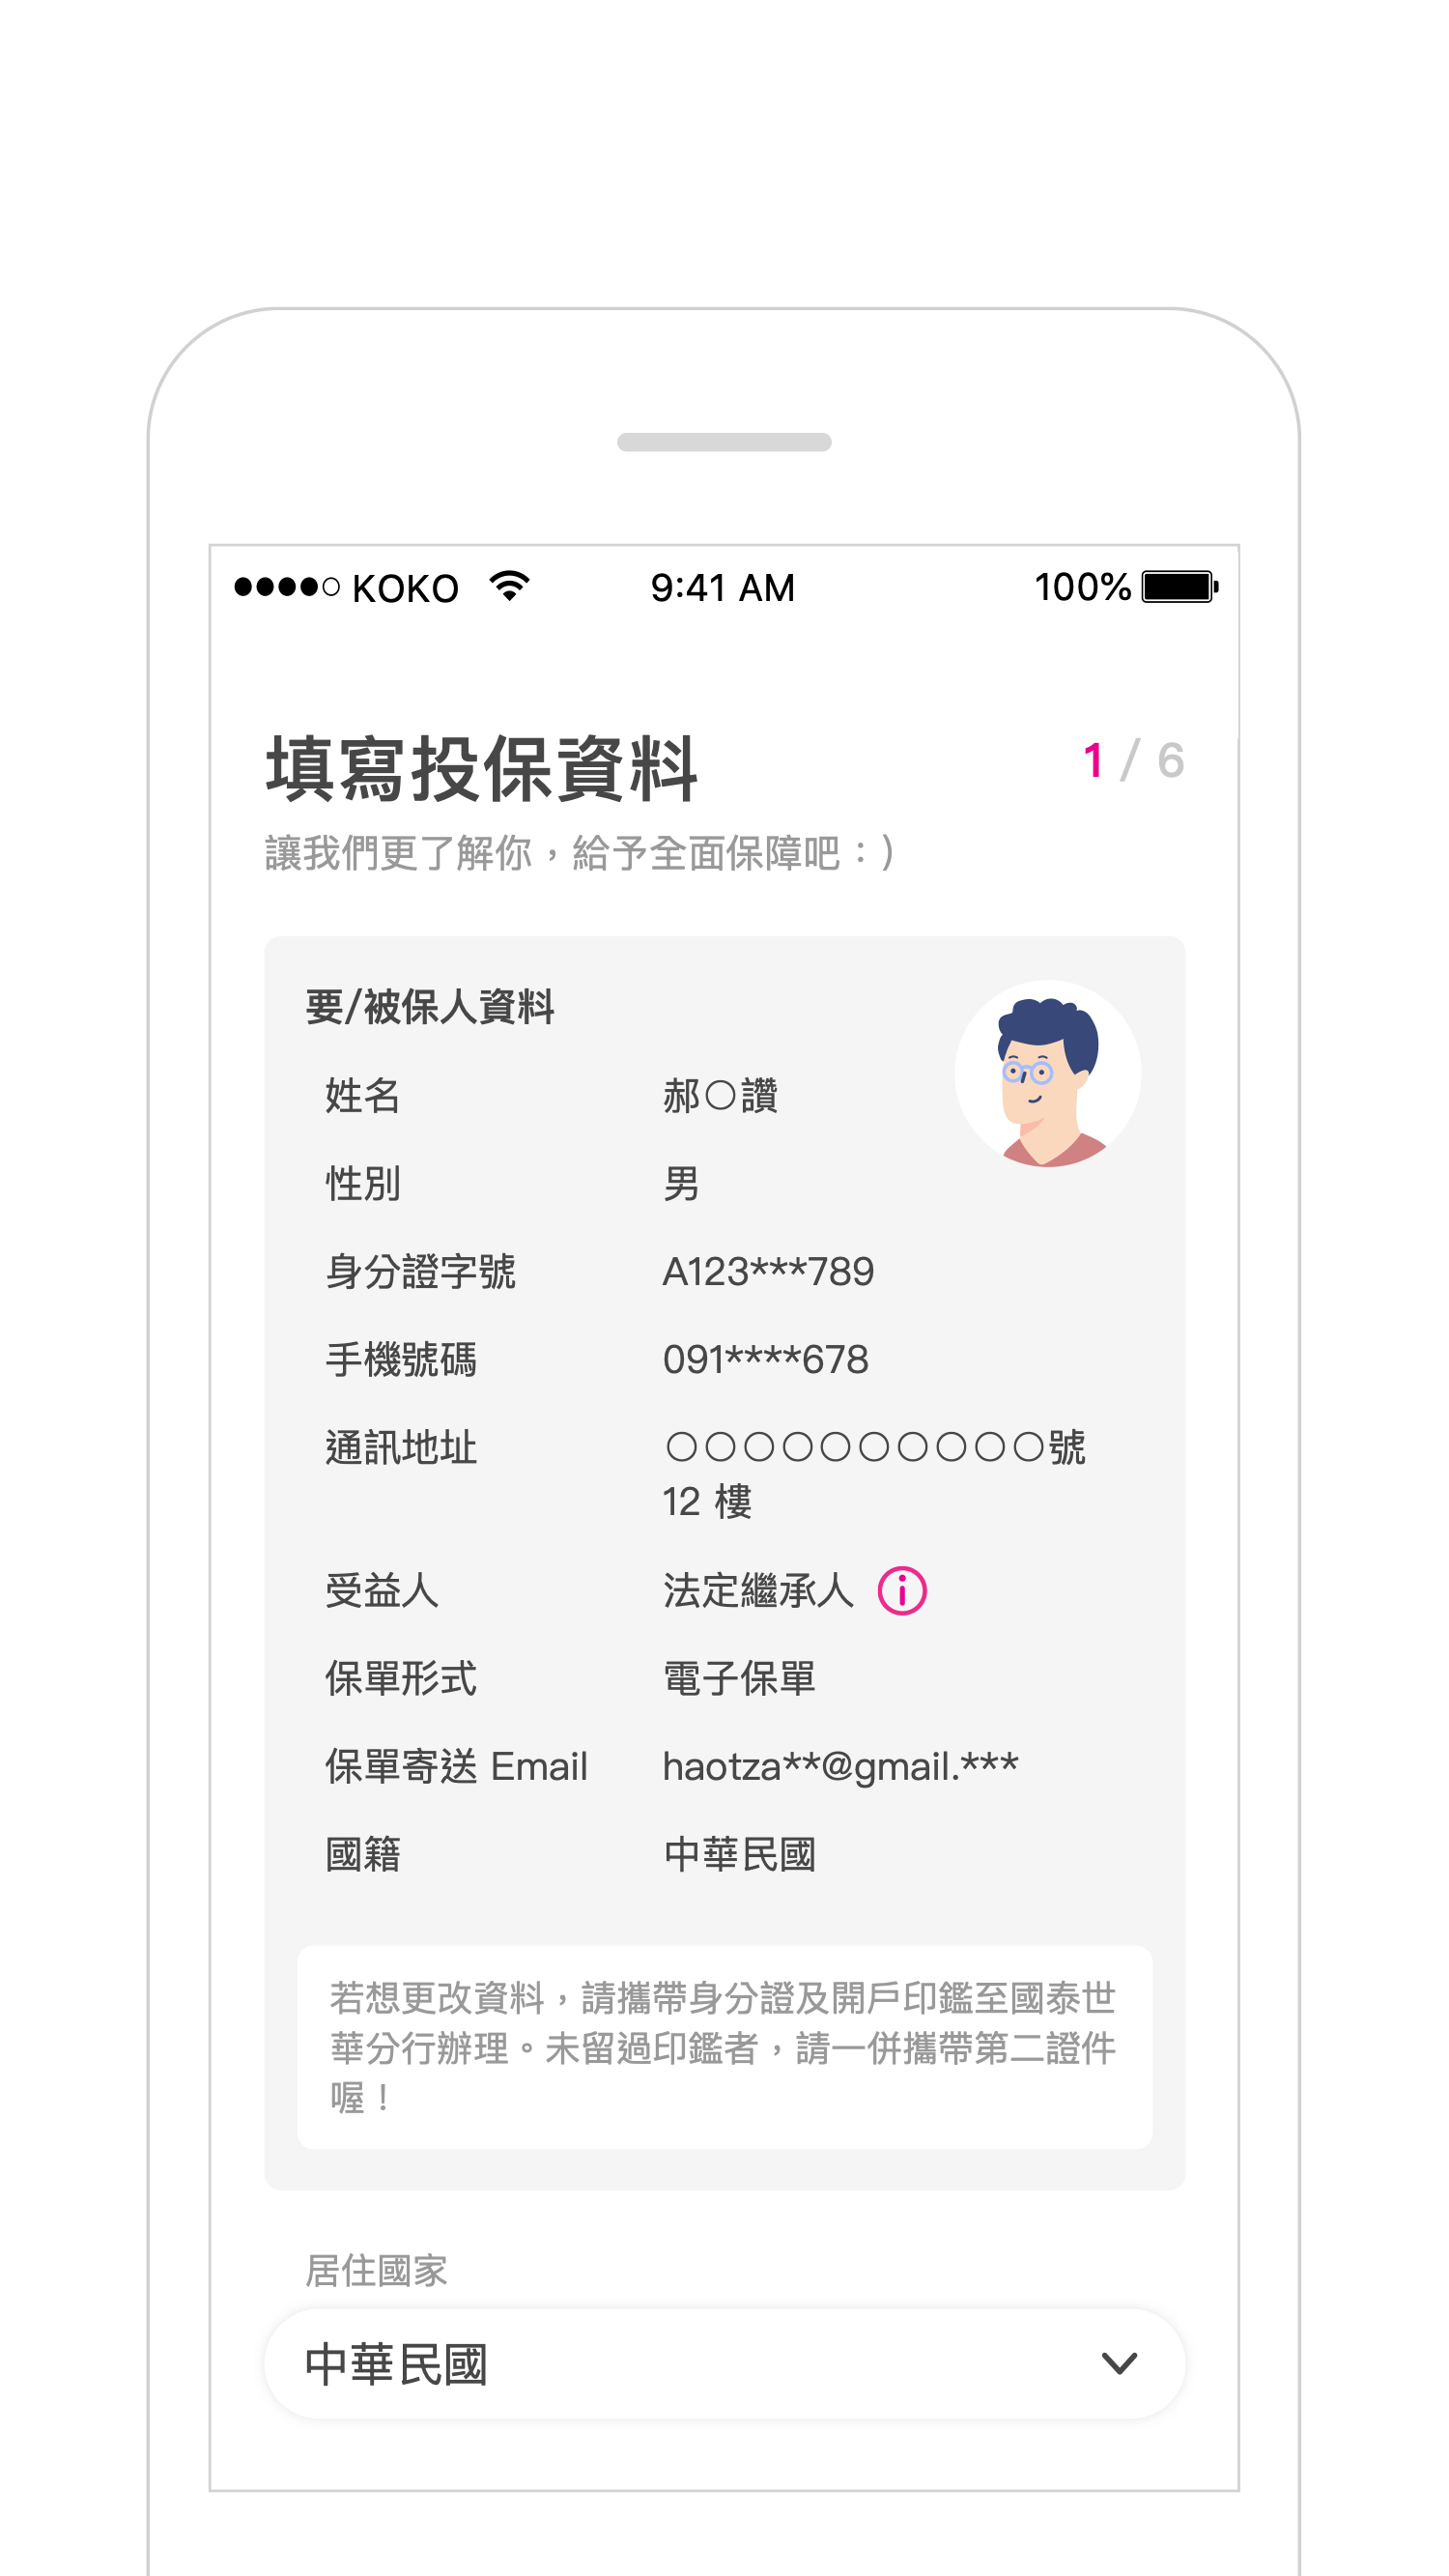 KOKO 9:41 AM 100%
填寫投保資料 1 / 6
讓我們更了解你，給予全面保障吧：)
要/被保人資料
姓名 郝○讚
性別 男
身分證字號 A123***789
手機號碼 091****678
通訊地址 ○○○○○○○○○○號
12 樓
受益人 法定繼承人
保單形式 電子保單
保單寄送 Email haotza**@gmail.***
國籍 中華民國
若想更改資料，請攜帶身分證及開戶印鑑至國泰世
華分行辦理。未留過印鑑者，請一併攜帶第二證件
喔！
居住國家
中華民國